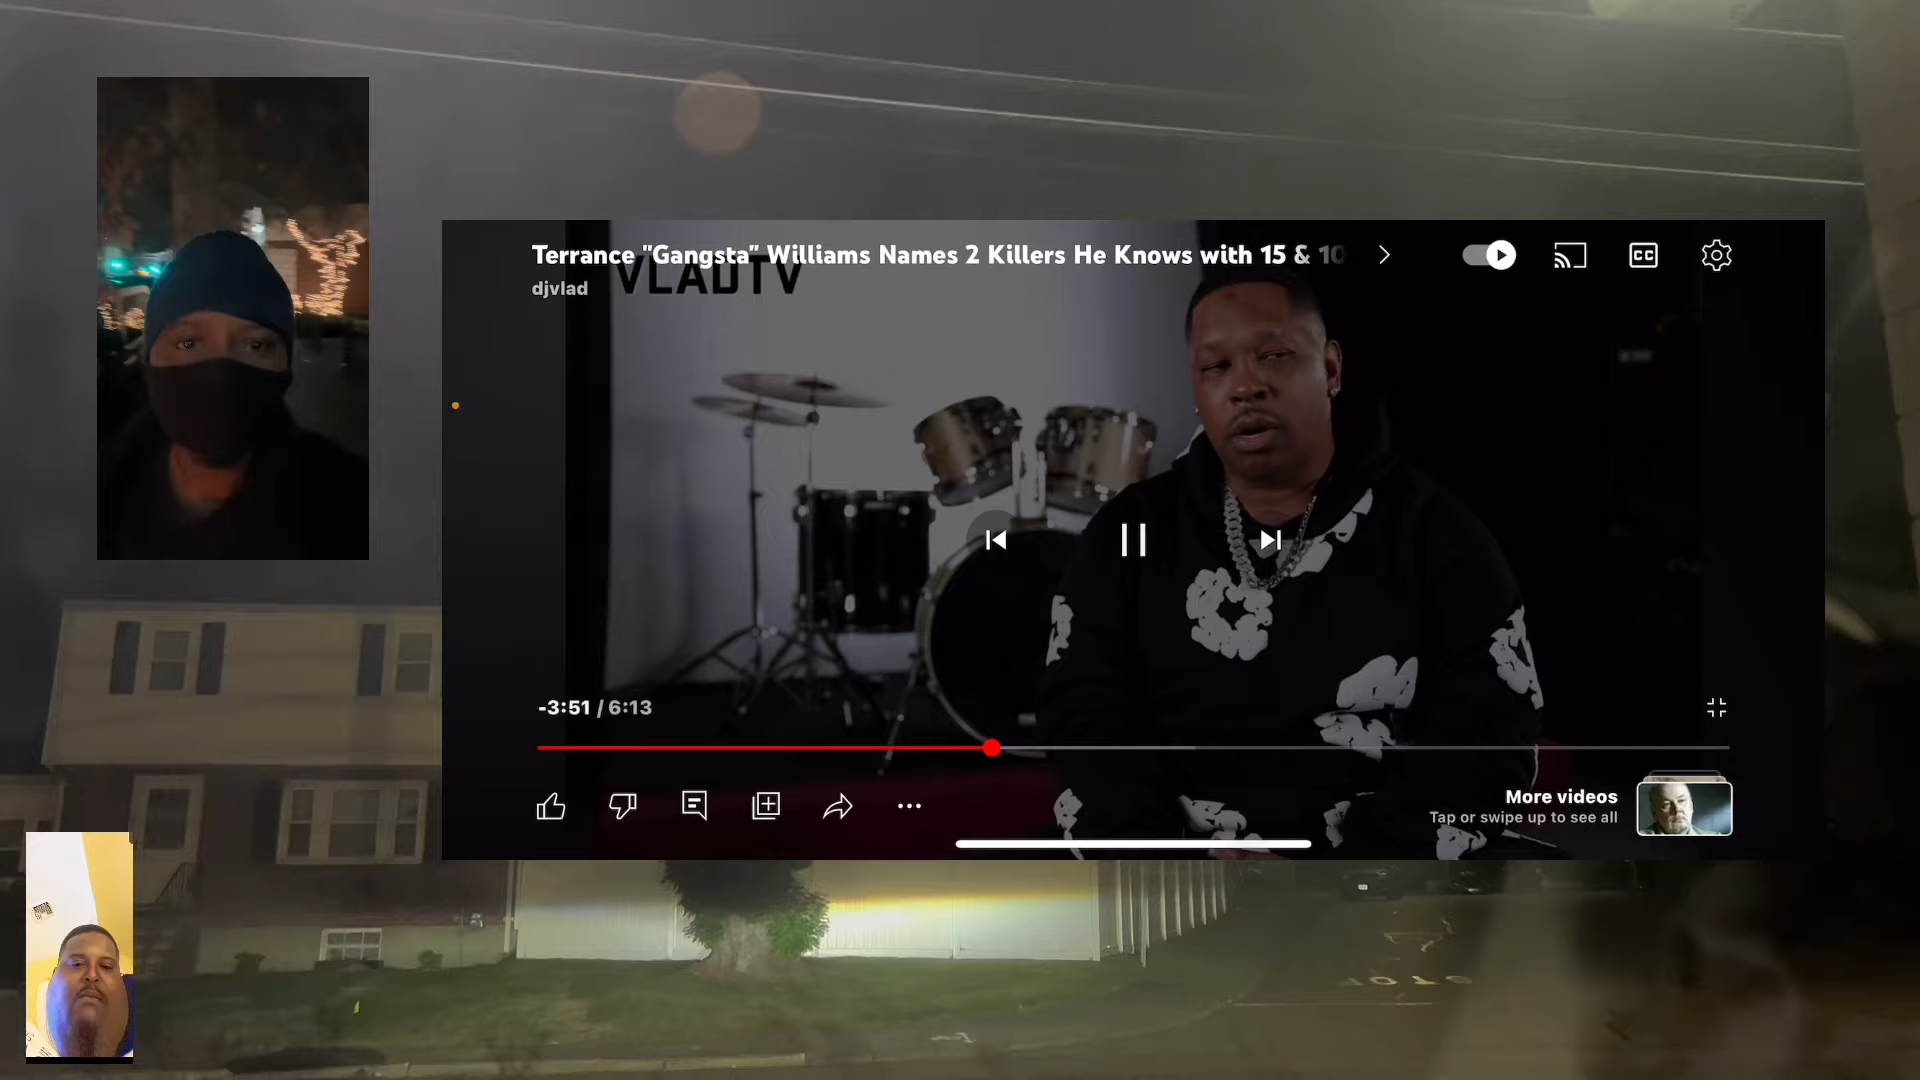 Terrance "Gangsta" Williams Names 2 Killers He Knows with 15 & 10
djvlad
VLADTV
CC
-3:51 / 6:13
More videos
Tap or swipe up to see all